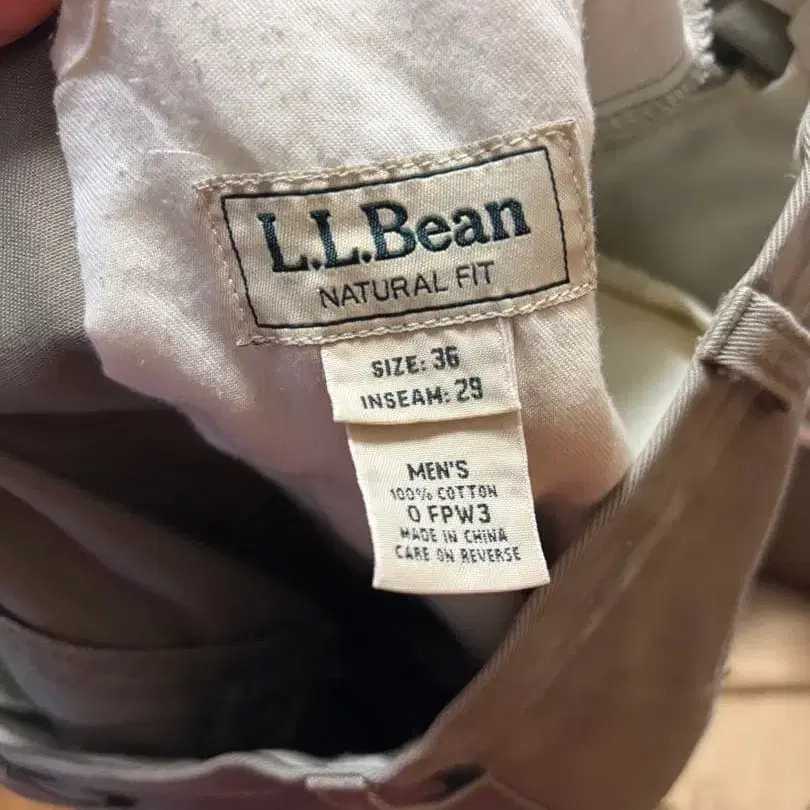 L.L.Bean
NATURAL FIT
SIZE: 36
INSEAM: 29
MEN'S
100% COTTON
0 FPW3
MADE IN CHINA
CARE ON REVERSE